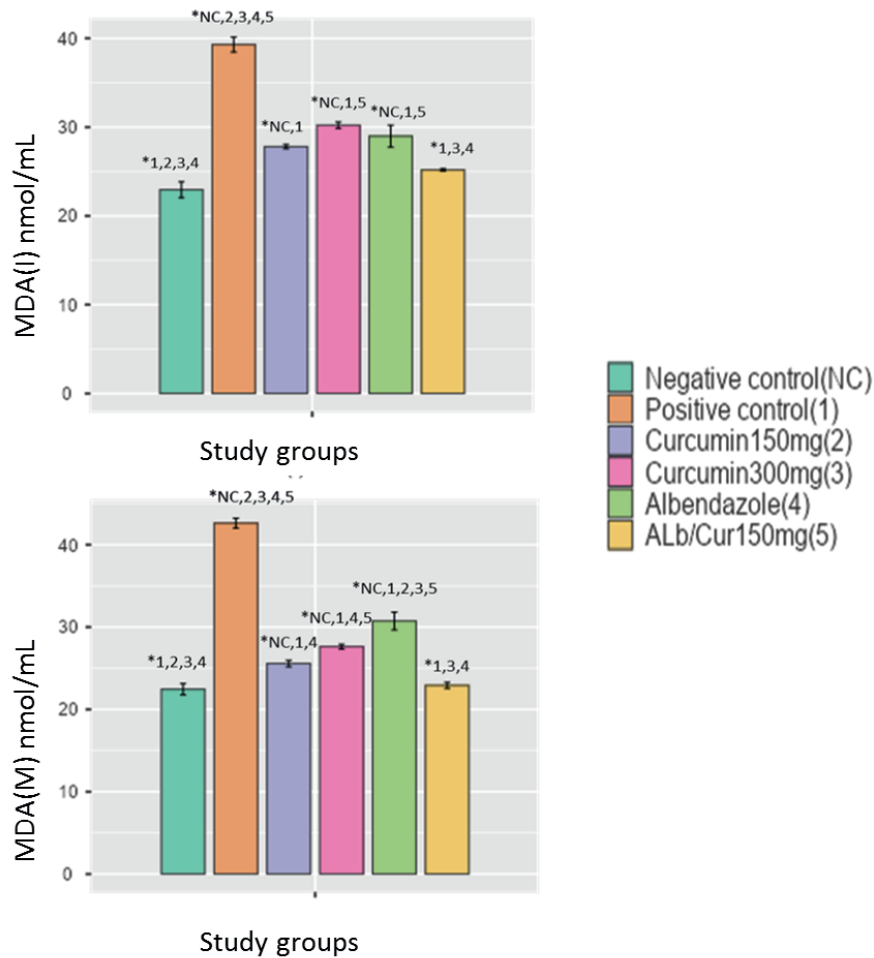 *NC,2,3,4,5
*NC,1,5
*NC,1,5
*NC,1
*1,3,4
*1,2,3,4
40
30
20
10
0
MDA(I) nmol/mL
Study groups
Negative control(NC)
Positive control(1)
Curcumin150mg(2)
Curcumin300mg(3)
Albendazole(4)
ALb/Cur150mg(5)
*NC,2,3,4,5
*NC,1,2,3,5
*NC,1,4,5
*NC,1,4
*1,2,3,4
*1,3,4
40
30
20
10
0
MDA(M) nmol/mL
Study groups